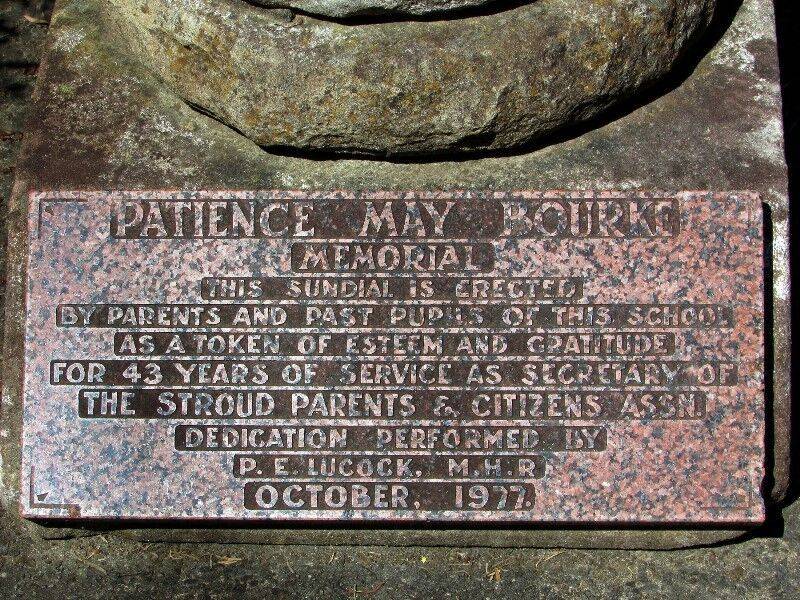 PATIENCE MAY BOURKE
MEMORIAL
THIS SUNDIAL IS ERECTED
BY PARENTS AND PAST PUPILS OF THIS SCHOOL
AS A TOKEN OF ESTEEM AND GRATITUDE
FOR 43 YEARS OF SERVICE AS SECRETARY OF
THE STROUD PARENTS & CITIZENS ASSN.
DEDICATION PERFORMED BY
P. E. LUCOCK, M.H.R.
OCTOBER, 1977.